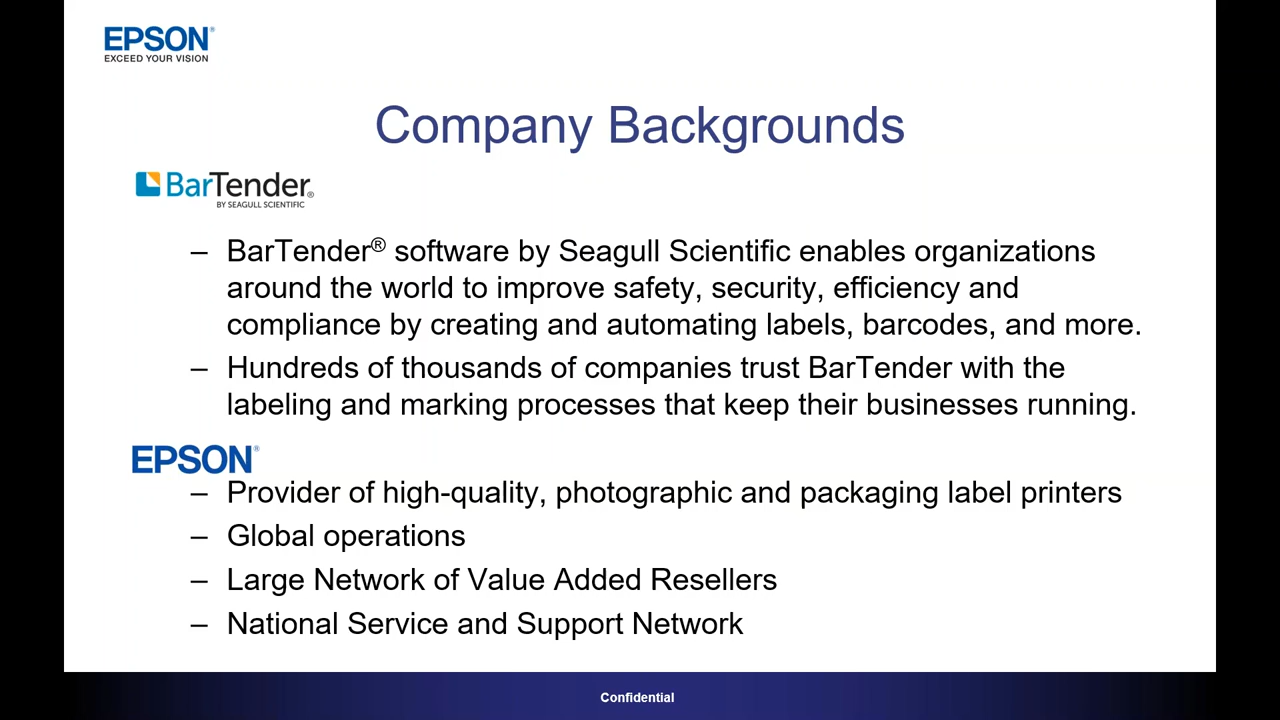 EPSON®
EXCEED YOUR VISION
Company Backgrounds
BarTender®
BY SEAGULL SCIENTIFIC
– BarTender® software by Seagull Scientific enables organizations
around the world to improve safety, security, efficiency and
compliance by creating and automating labels, barcodes, and more.
– Hundreds of thousands of companies trust BarTender with the
labeling and marking processes that keep their businesses running.
EPSON®
– Provider of high-quality, photographic and packaging label printers
– Global operations
– Large Network of Value Added Resellers
– National Service and Support Network
Confidential